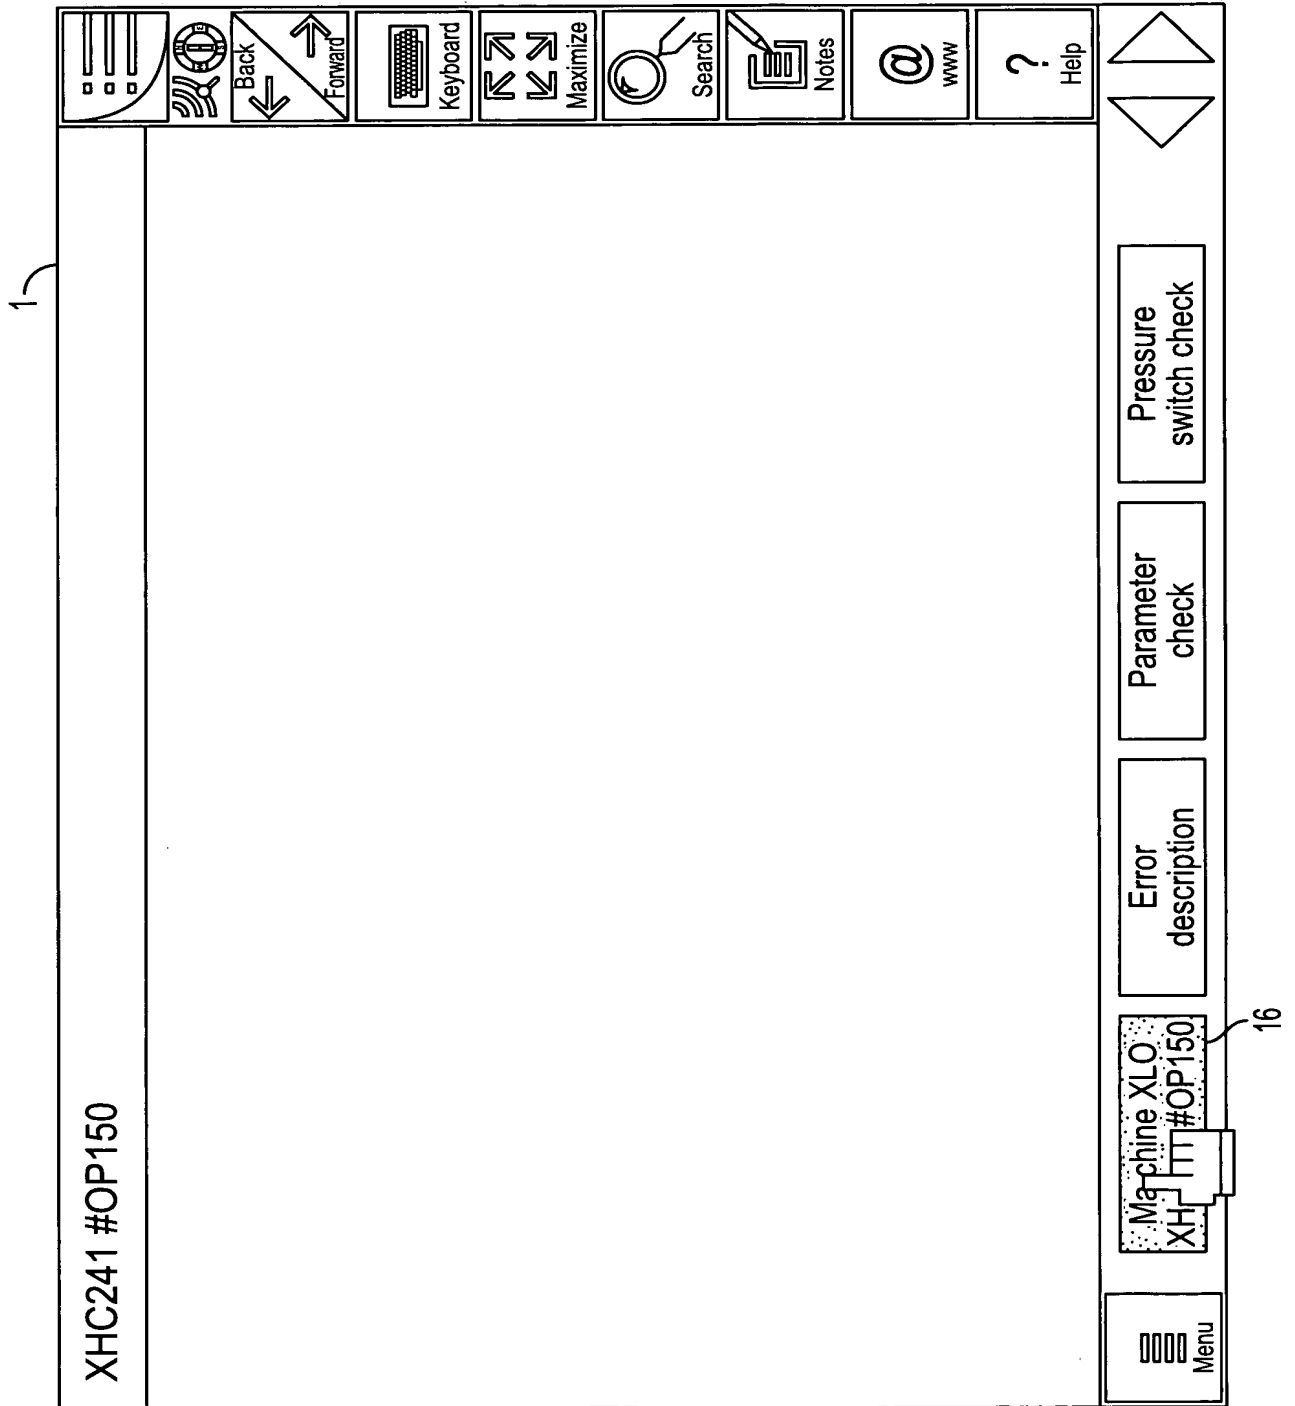 1
XHC241 #OP150
Back
Forward
Keyboard
Maximize
Search
Notes
@
www
?
Help
Menu
Machine XLO
XH #OP150
16
Error
description
Parameter
check
Pressure
switch check